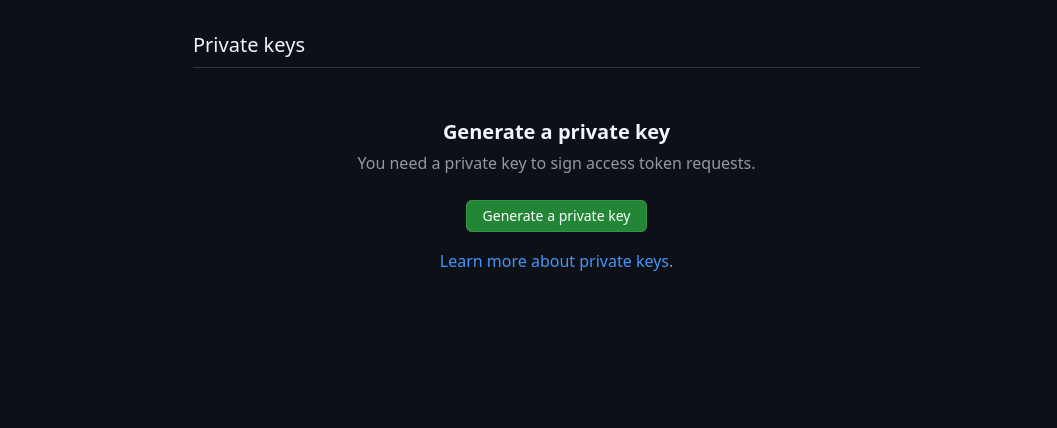 Private keys
Generate a private key
You need a private key to sign access token requests.
Generate a private key
Learn more about private keys.